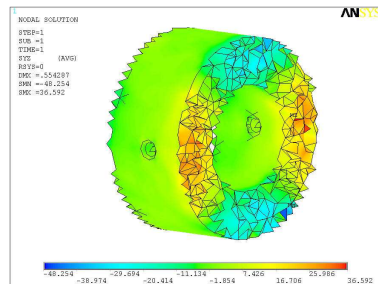 1
NODAL SOLUTION
ANSYS
STEP=1
SUB =1
TIME=1
SYZ (AVG)
RSYS=0
DMX =.554287
SMN =-48.254
SMX =36.592
-48.254 -29.694 -11.134 7.426 25.986 36.592
-38.974 -20.414 -1.854 16.706